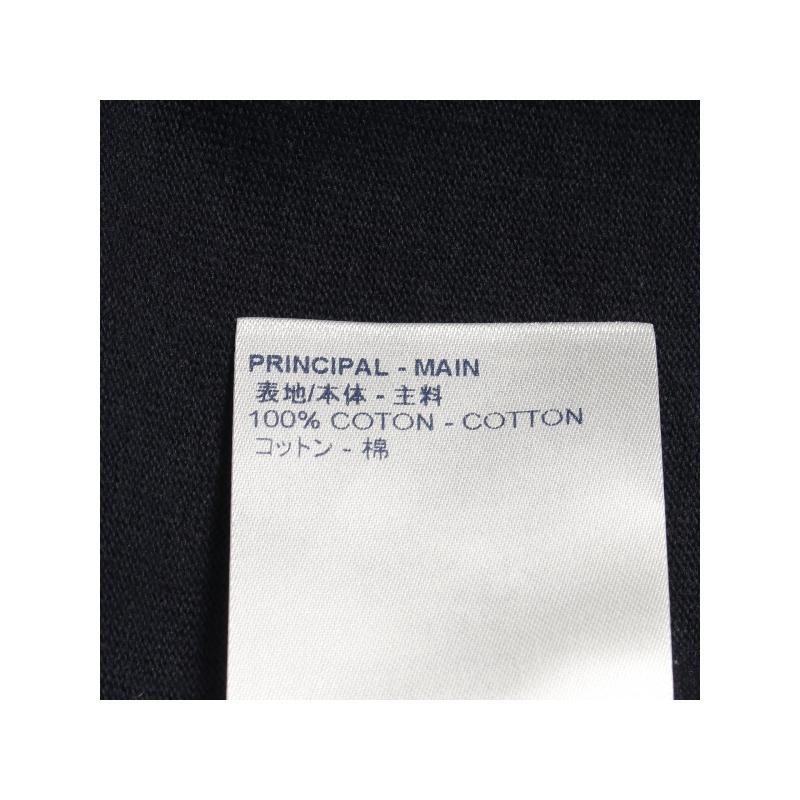 PRINCIPAL - MAIN
表地/本体 - 主料
100% COTON - COTTON
コットン - 棉